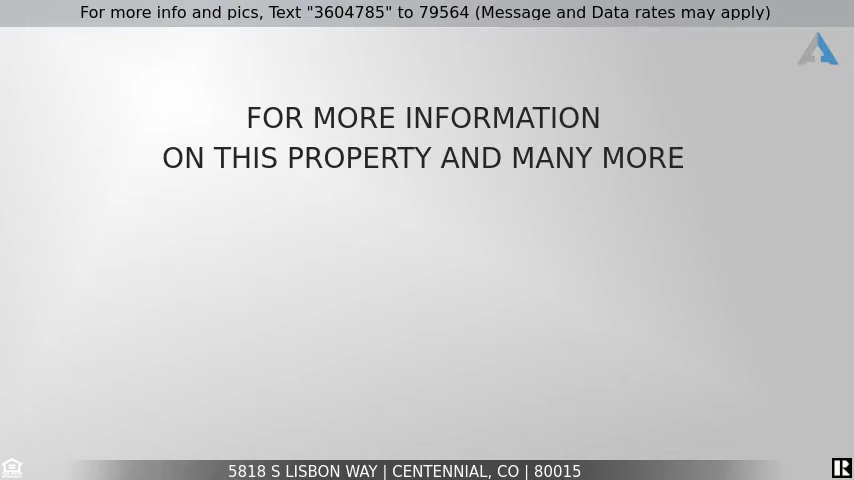 For more info and pics, Text "3604785" to 79564 (Message and Data rates may apply)
FOR MORE INFORMATION
ON THIS PROPERTY AND MANY MORE
5818 S LISBON WAY | CENTENNIAL, CO | 80015